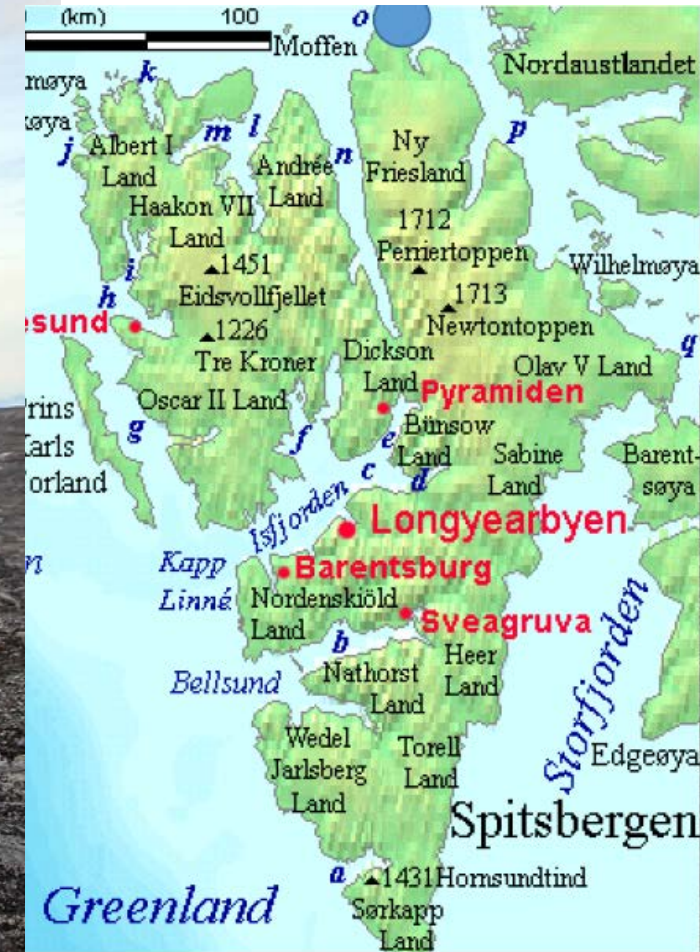 (km) 100
o
Moffen
Nordaustlandet
k
møya
øya
j
m
l
n
p
Albert I
Land
Andrée
Land
Ny
Friesland
Haakon VII
Land
1712
Perriertoppen
1451
Eidsvollfjellet
i
h
Wilhelmøya
1713
Newtontoppen
esund
1226
Tre Kroner
q
Dickson
Land
Olav V Land
Pyramiden
Oscar II Land
Prins
Karls
orland
g
f
e
Bünsow
Land
c
d
Sabine
Land
Barent-
søya
Isfjorden
Longyearbyen
Kapp
Linné
Barentsburg
Nordenskiöld
Land
Sveagruva
b
Heer
Land
Bellsund
Nathorst
Land
Storfjorden
Wedel
Jarlsberg
Land
Torell
Land
Edgeøya
Spitsbergen
a
1431 Hornsundtind
Sørkapp
Land
Greenland